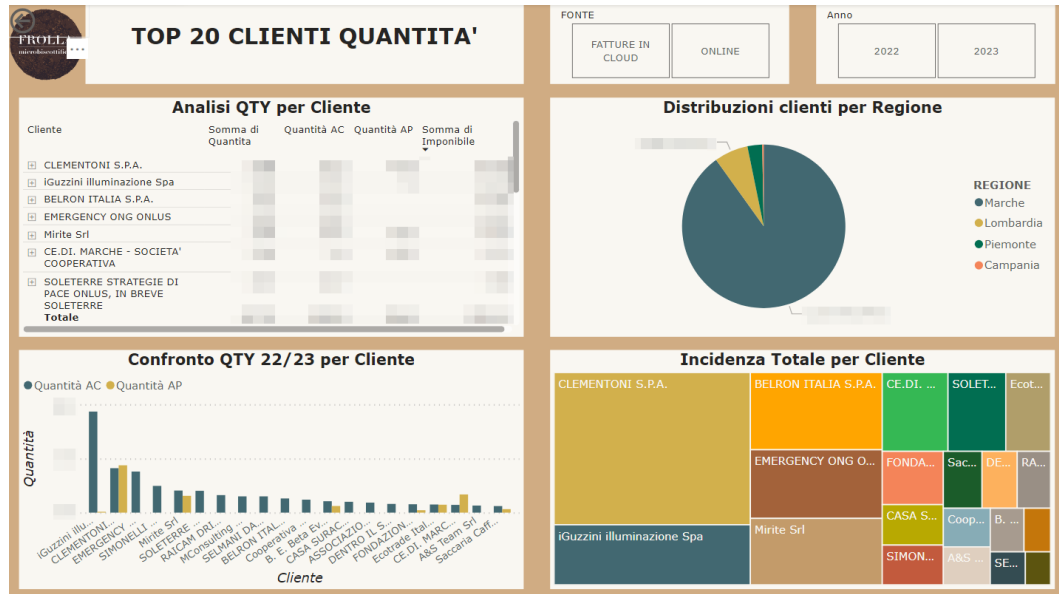 FROLLA
microbiscottific
TOP 20 CLIENTI QUANTITA'
FONTE
FATTURE IN
CLOUD
ONLINE
Anno
2022
2023
Analisi QTY per Cliente
Cliente
Somma di
Quantita
Quantità AC
Quantità AP
Somma di
Imponibile
CLEMENTONI S.P.A.
iGuzzini illuminazione Spa
BELRON ITALIA S.P.A.
EMERGENCY ONG ONLUS
Mirite Srl
CE.DI. MARCHE - SOCIETA'
COOPERATIVA
SOLETERRE STRATEGIE DI
PACE ONLUS, IN BREVE
SOLETERRE
Totale
Distribuzioni clienti per Regione
REGIONE
Marche
Lombardia
Piemonte
Campania
Confronto QTY 22/23 per Cliente
Quantità AC
Quantità AP
Quantità
iGuzzini illu...
CLEMENTONI...
EMERGENCY ...
SIMONELLI ...
Mirite Srl
SOLETERRE ...
RAICAM DRI...
MConsulting ...
SELMANI DA...
BELRON ITAL...
Cooperativa ...
B. E. Beta Ev...
CASA SURAC...
ASSOCIAZIO...
DENTRO IL S...
FONDAZION...
Ecotrade Ital...
CE.DI. MARC...
A&S Team Srl
Saccaria Caff...
Cliente
Incidenza Totale per Cliente
CLEMENTONI S.P.A.
iGuzzini illuminazione Spa
BELRON ITALIA S.P.A.
EMERGENCY ONG O...
Mirite Srl
CE.DI. ...
SOLET...
Ecot...
FONDA...
Sac...
DE...
RA...
CASA S...
Coop...
B. ...
SIMON...
A&S ...
SE...